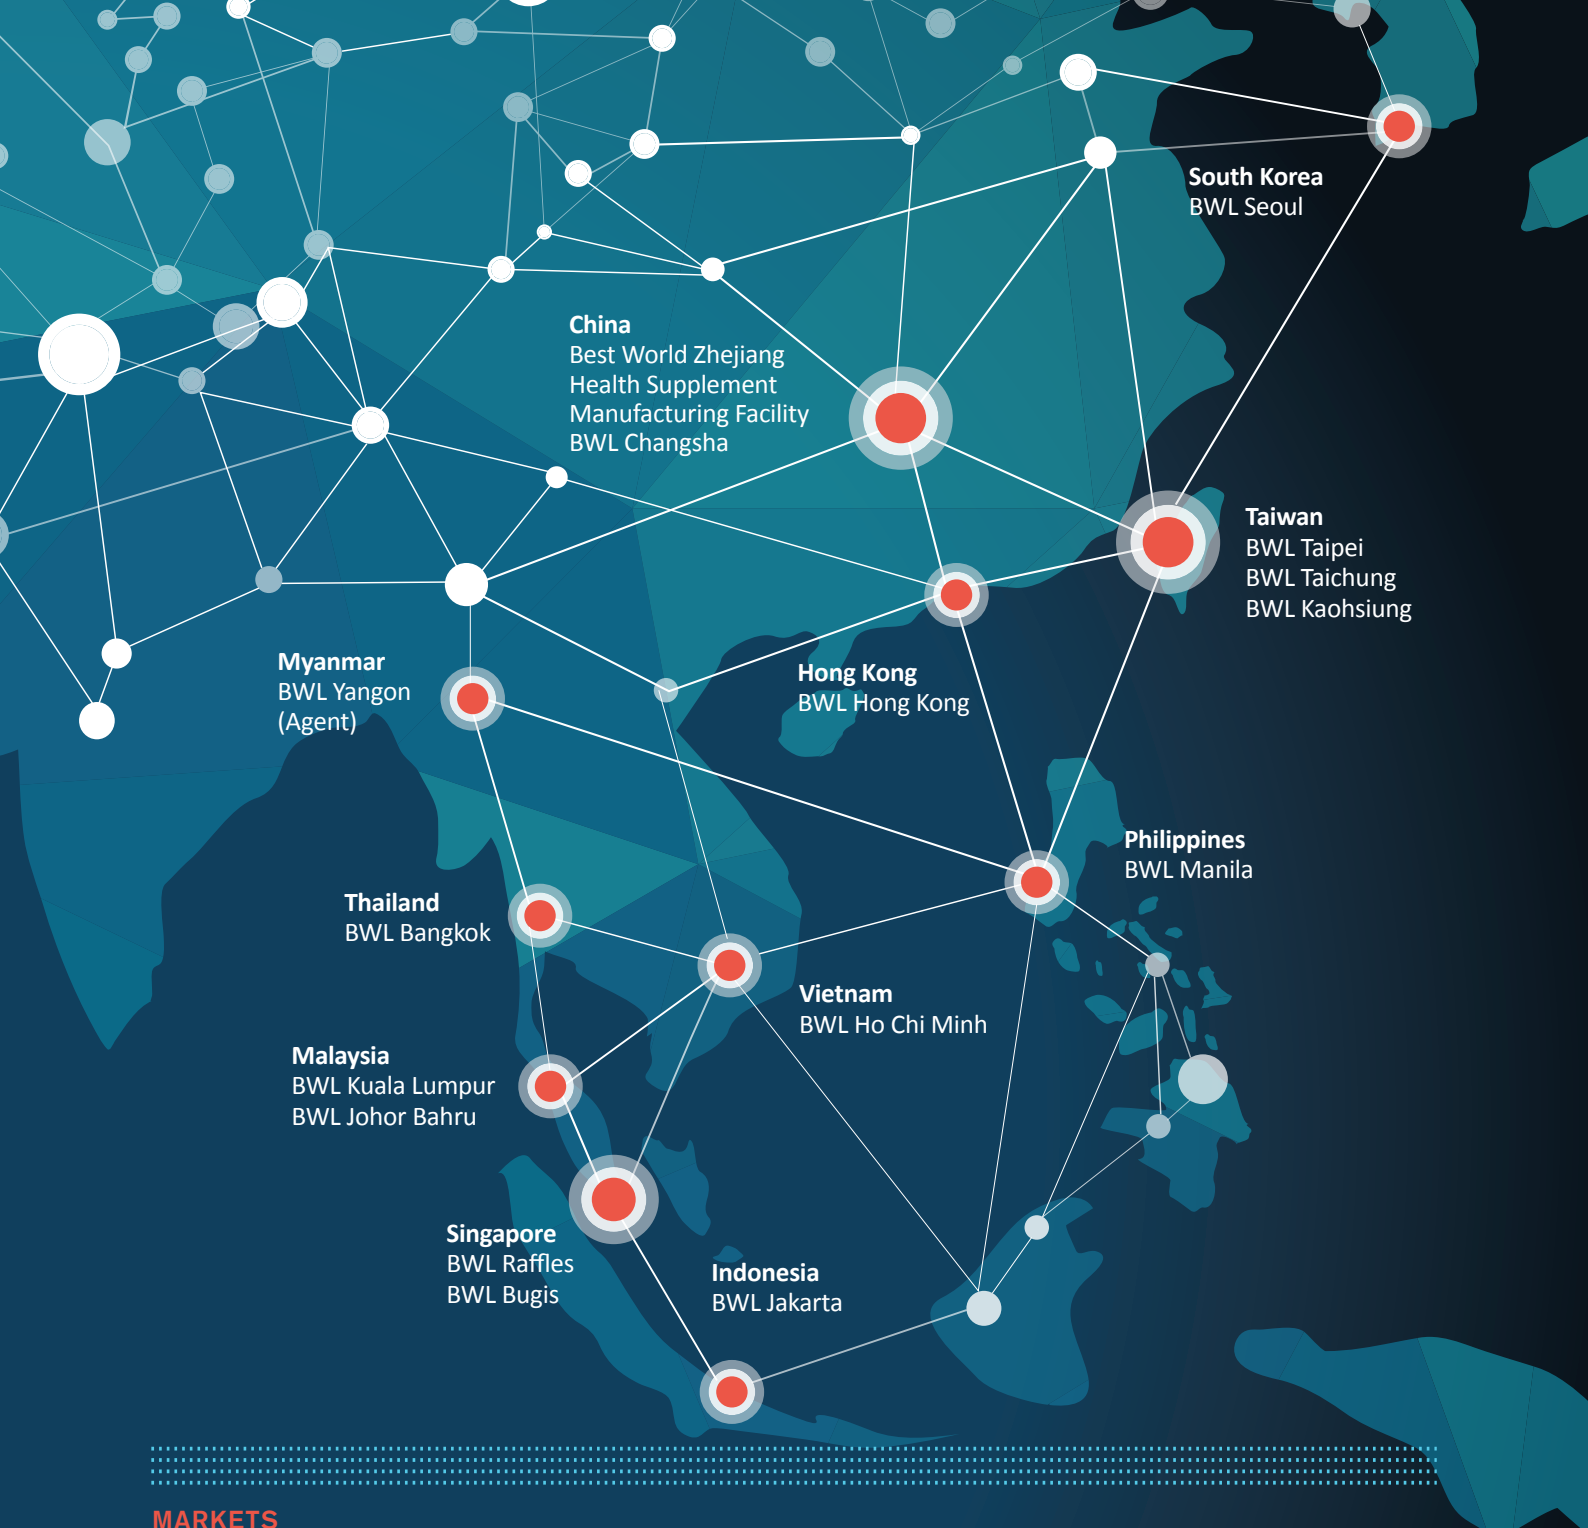 South Korea
BWL Seoul
China
Best World Zhejiang
Health Supplement
Manufacturing Facility
BWL Changsha
Taiwan
BWL Taipei
BWL Taichung
BWL Kaohsiung
Myanmar
BWL Yangon
(Agent)
Hong Kong
BWL Hong Kong
Philippines
BWL Manila
Thailand
BWL Bangkok
Vietnam
BWL Ho Chi Minh
Malaysia
BWL Kuala Lumpur
BWL Johor Bahru
Singapore
BWL Raffles
BWL Bugis
Indonesia
BWL Jakarta
MARKETS